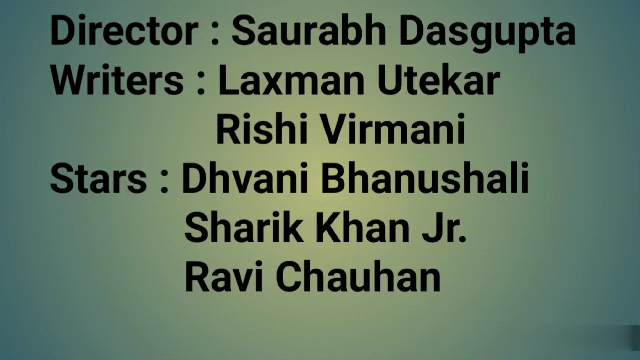 Director : Saurabh Dasgupta
Writers : Laxman Utekar
Rishi Virmani
Stars : Dhvani Bhanushali
Sharik Khan Jr.
Ravi Chauhan